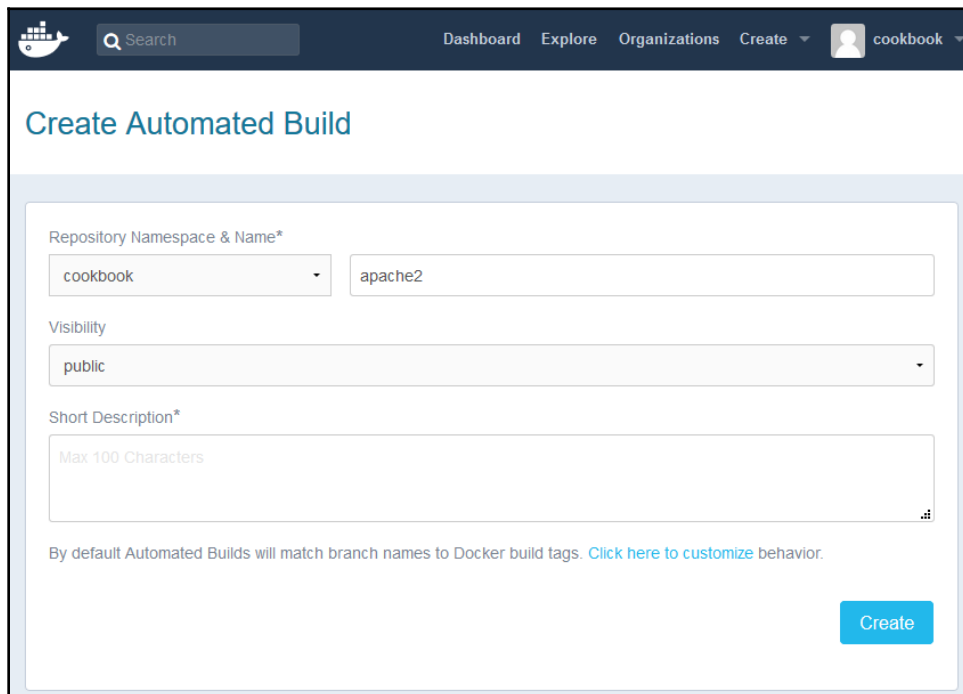 Search Dashboard Explore Organizations Create cookbook
Create Automated Build
Repository Namespace & Name*
cookbook apache2
Visibility
public
Short Description*
Max 100 Characters
By default Automated Builds will match branch names to Docker build tags. Click here to customize behavior.
Create